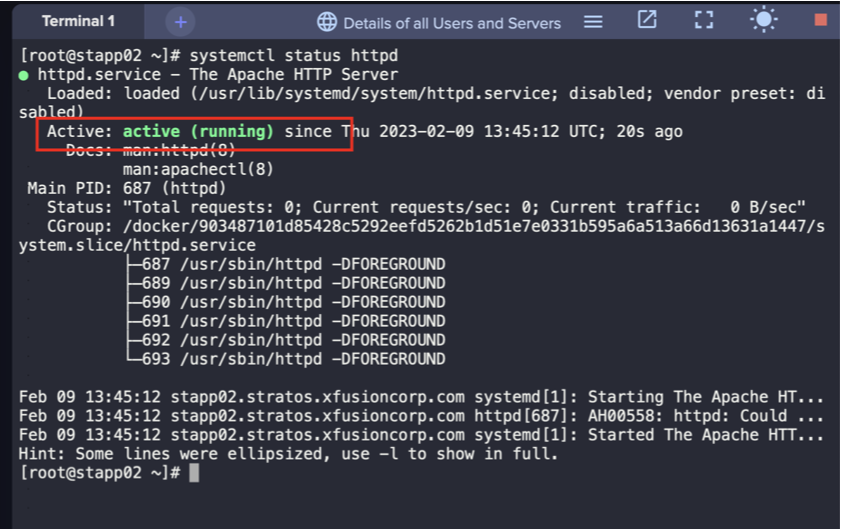 Terminal 1 + Details of all Users and Servers
[root@stapp02 ~]# systemctl status httpd
● httpd.service – The Apache HTTP Server
Loaded: loaded (/usr/lib/systemd/system/httpd.service; disabled; vendor preset: di
sabled)
Active: active (running) since Thu 2023-02-09 13:45:12 UTC; 20s ago
Docs: man:httpd(8)
man:apachectl(8)
Main PID: 687 (httpd)
Status: "Total requests: 0; Current requests/sec: 0; Current traffic:   0 B/sec"
CGroup: /docker/903487101d85428c5292eefd5262b1d51e7e0331b595a6a513a66d13631a1447/s
ystem.slice/httpd.service
├─687 /usr/sbin/httpd -DFOREGROUND
├─689 /usr/sbin/httpd -DFOREGROUND
├─690 /usr/sbin/httpd -DFOREGROUND
├─691 /usr/sbin/httpd -DFOREGROUND
├─692 /usr/sbin/httpd -DFOREGROUND
└─693 /usr/sbin/httpd -DFOREGROUND
Feb 09 13:45:12 stapp02.stratos.xfusioncorp.com systemd[1]: Starting The Apache HT...
Feb 09 13:45:12 stapp02.stratos.xfusioncorp.com httpd[687]: AH00558: httpd: Could ...
Feb 09 13:45:12 stapp02.stratos.xfusioncorp.com systemd[1]: Started The Apache HTT...
Hint: Some lines were ellipsized, use -l to show in full.
[root@stapp02 ~]#